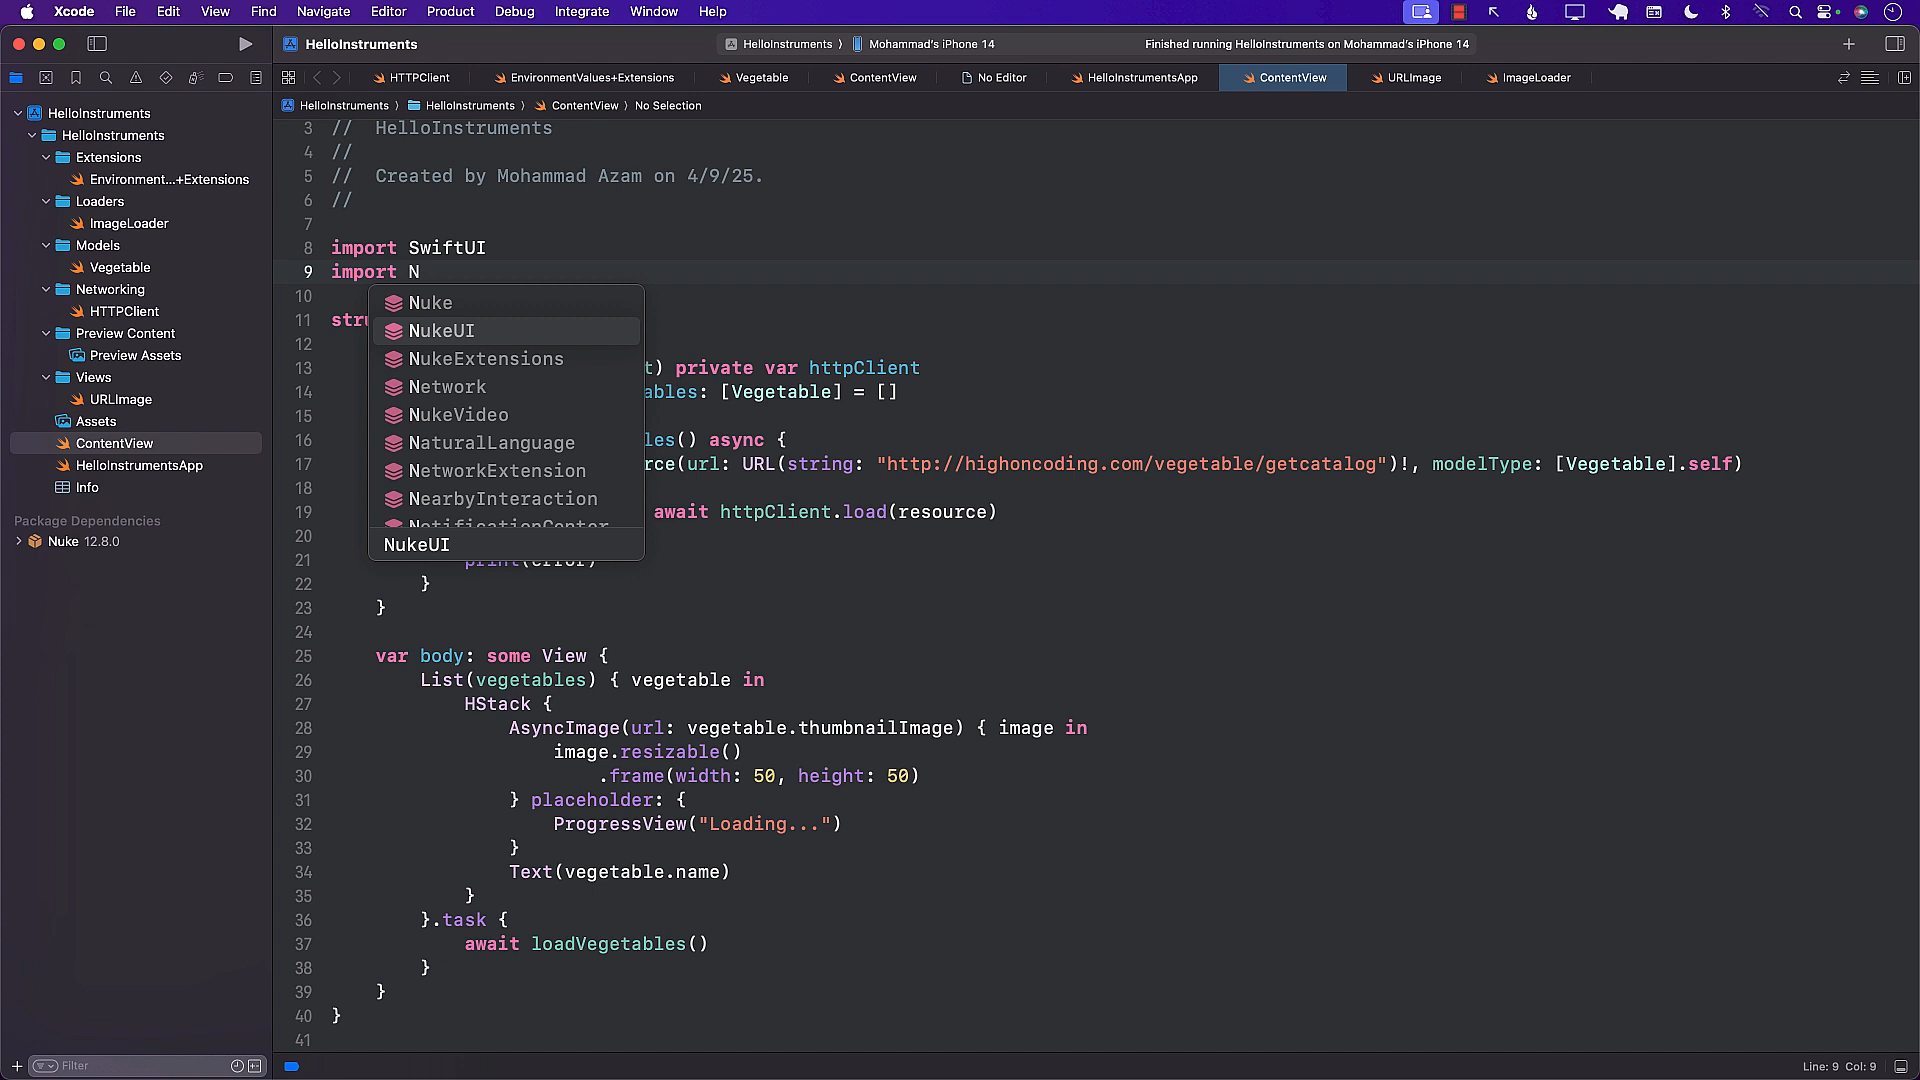 Xcode File Edit View Find Navigate Editor Product Debug Integrate Window Help
HelloInstruments
HelloInstruments 〉 Mohammad's iPhone 14
Finished running HelloInstruments on Mohammad's iPhone 14
HTTPClient
EnvironmentValues+Extensions
Vegetable
ContentView
No Editor
HelloInstrumentsApp
ContentView
URLImage
ImageLoader
HelloInstruments 〉 HelloInstruments 〉 ContentView 〉 No Selection
HelloInstruments
HelloInstruments
Extensions
Environment...+Extensions
Loaders
ImageLoader
Models
Vegetable
Networking
HTTPClient
Preview Content
Preview Assets
Views
URLImage
Assets
ContentView
HelloInstrumentsApp
Info
Package Dependencies
Nuke 12.8.0
Filter
3 // HelloInstruments
4 //
5 // Created by Mohammad Azam on 4/9/25.
6 //
7
8 import SwiftUI
9 import N
10
11 stru
12
13 t) private var httpClient
14 ables: [Vegetable] = []
15
16 les() async {
17 rce(url: URL(string: "http://highoncoding.com/vegetable/getcatalog")!, modelType: [Vegetable].self)
18
19 await httpClient.load(resource)
20
21 print(error)
22 }
23 }
24
25 var body: some View {
26 List(vegetables) { vegetable in
27 HStack {
28 AsyncImage(url: vegetable.thumbnailImage) { image in
29 image.resizable()
30 .frame(width: 50, height: 50)
31 } placeholder: {
32 ProgressView("Loading...")
33 }
34 Text(vegetable.name)
35 }
36 }.task {
37 await loadVegetables()
38 }
39 }
40 }
41
Nuke
NukeUI
NukeExtensions
Network
NukeVideo
NaturalLanguage
NetworkExtension
NearbyInteraction
NotificationCenter
NukeUI
Line: 9 Col: 9